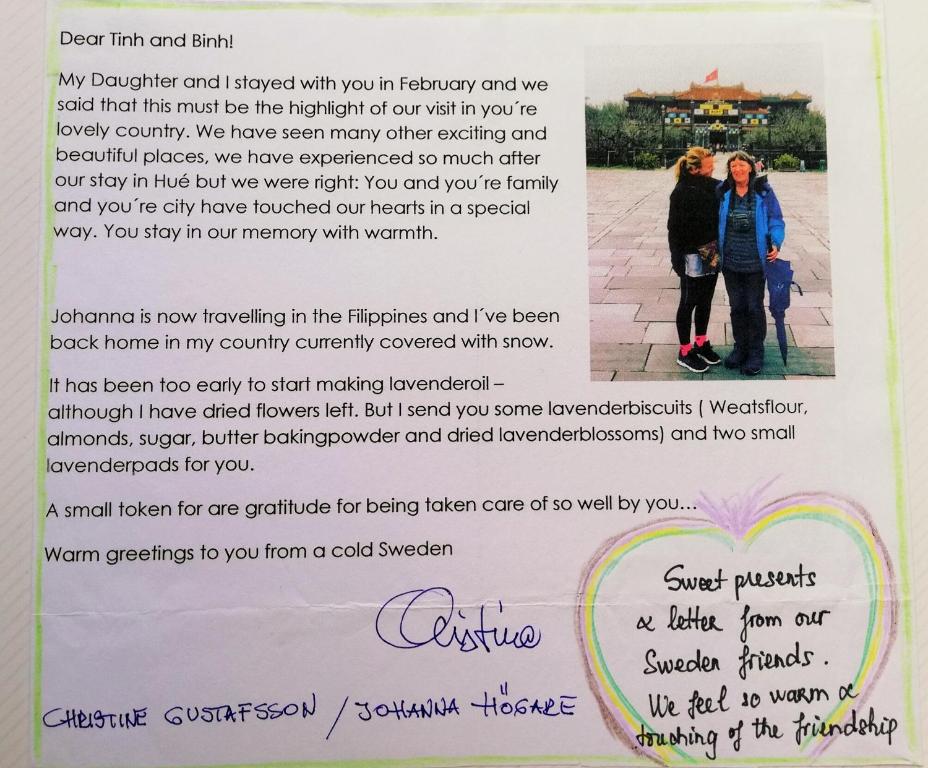 Dear Tinh and Binh!
My Daughter and I stayed with you in February and we
said that this must be the highlight of our visit in you´re
lovely country. We have seen many other exciting and
beautiful places, we have experienced so much after
our stay in Hué but we were right: You and you´re family
and you´re city have touched our hearts in a special
way. You stay in our memory with warmth.
Johanna is now travelling in the Filippines and I´ve been
back home in my country currently covered with snow.
It has been too early to start making lavenderoil –
although I have dried flowers left. But I send you some lavenderbiscuits ( Weatsflour,
almonds, sugar, butter bakingpowder and dried lavenderblossoms) and two small
lavenderpads for you.
A small token for are gratitude for being taken care of so well by you…
Warm greetings to you from a cold Sweden
Christine
CHRISTINE GUSTAFSSON / JOHANNA HÖGARE
Sweet presents
& letter from our
Sweden friends.
We feel so warm &
touching of the friendship